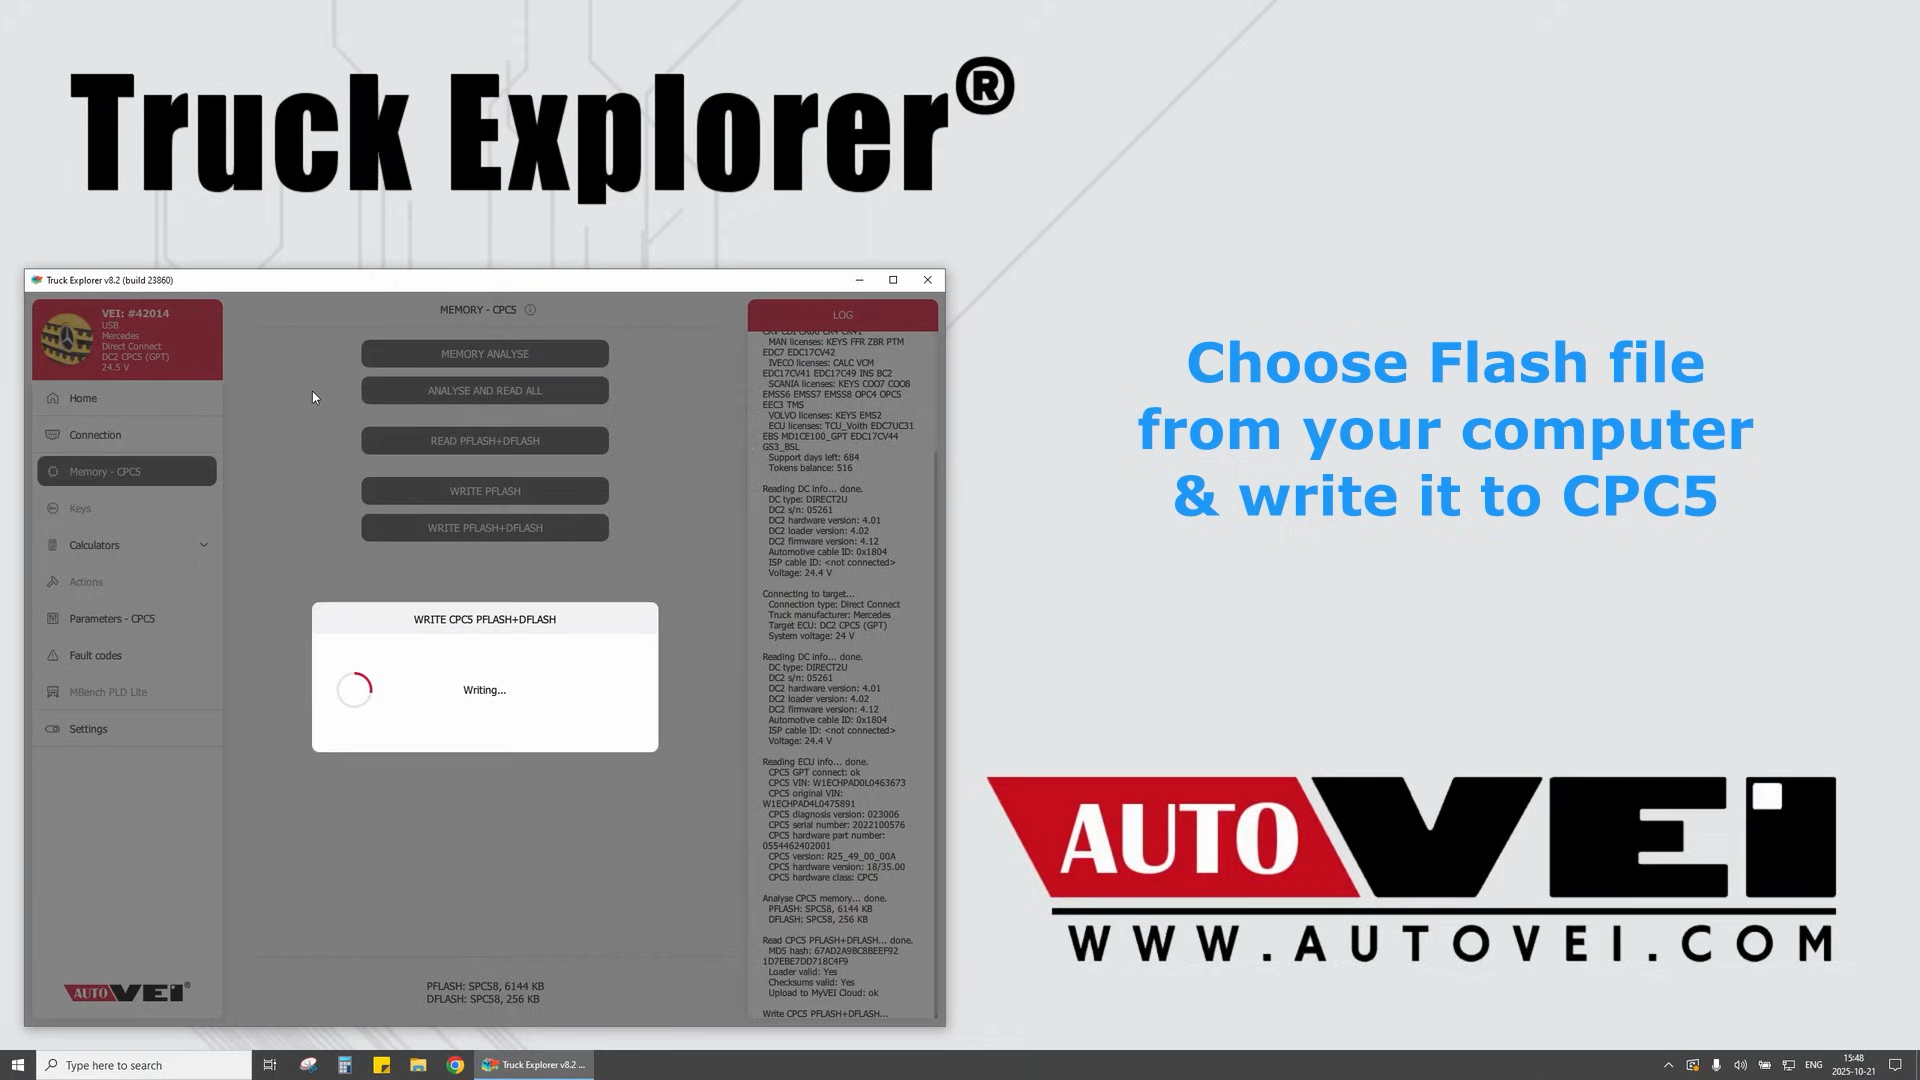 Truck Explorer®
Truck Explorer v8.2 (build 23860)
VEI: #42014
USB
Mercedes
Direct Connect
DC2 CPC5 (GPT)
24.5 V
Home
Connection
Memory - CPC5
Keys
Calculators
Actions
Parameters - CPC5
Fault codes
MBench PLD Lite
Settings
AUTO VEI®
MEMORY - CPC5
MEMORY ANALYSE
ANALYSE AND READ ALL
READ PFLASH+DFLASH
WRITE PFLASH
WRITE PFLASH+DFLASH
WRITE CPC5 PFLASH+DFLASH
Writing...
PFLASH: SPC58, 6144 KB
DFLASH: SPC58, 256 KB
LOG
MAN licenses: KEYS FFR ZBR PTM
EDC7 EDC17CV42
IVECO licenses: CALC VCM
EDC17CV41 EDC17C49 INS BC2
SCANIA licenses: KEYS COO7 COO8
EMS6 EMS7 EMS8 OPC4 OPC5
EEC3 TMS
VOLVO licenses: KEYS EMS2
ECU licenses: TCU_Voith EDC7UC31
EBS MD1CE100_GPT EDC17CV44
GS3_BSL
Support days left: 684
Tokens balance: 516
Reading DC info... done.
DC type: DIRECT2U
DC2 s/n: 05261
DC2 hardware version: 4.01
DC2 loader version: 4.02
DC2 firmware version: 4.12
Automotive cable ID: 0x1804
ISP cable ID: <not connected>
Voltage: 24.4 V
Connecting to target...
Connection type: Direct Connect
Truck manufacturer: Mercedes
Target ECU: DC2 CPC5 (GPT)
System voltage: 24 V
Reading DC info... done.
DC type: DIRECT2U
DC2 s/n: 05261
DC2 hardware version: 4.01
DC2 loader version: 4.02
DC2 firmware version: 4.12
Automotive cable ID: 0x1804
ISP cable ID: <not connected>
Voltage: 24.4 V
Reading ECU info... done.
CPC5 GPT connect: ok
CPC5 VIN: W1ECHPAD0L0463673
CPC5 original VIN:
W1ECHPAD4L0475891
CPC5 diagnosis version: 023006
CPC5 serial number: 2022100576
CPC5 hardware part number:
0554462402001
CPC5 version: R25_49_00_00A
CPC5 hardware version: 18/35.00
CPC5 hardware class: CPC5
Analyse CPC5 memory... done.
PFLASH: SPC58, 6144 KB
DFLASH: SPC58, 256 KB
Read CPC5 PFLASH+DFLASH... done.
MD5 hash: 67AD2A9BC8BEEF92
1D7EBE7DD718C4F9
Loader valid: Yes
Checksums valid: Yes
Upload to MyVEI Cloud: ok
Write CPC5 PFLASH+DFLASH...
Choose Flash file
from your computer
& write it to CPC5
AUTO VEI
WWW.AUTOVEI.COM
Type here to search
Truck Explorer v8.2 ...
ENG
15:48
2025-10-21